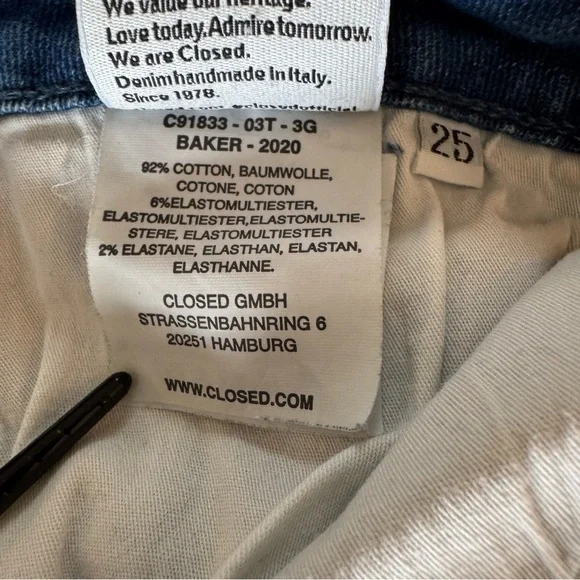 We value our heritage.
Love today. Admire tomorrow.
We are Closed.
Denim handmade in Italy.
Since 1978.
C91833 - 03T - 3G
BAKER - 2020
25
92% COTTON, BAUMWOLLE,
COTONE, COTON
6%ELASTOMULTIESTER,
ELASTOMULTIESTER,ELASTOMULTIE-
STERE, ELASTOMULTIESTER
2% ELASTANE, ELASTHAN, ELASTAN,
ELASTHANNE.
CLOSED GMBH
STRASSENBAHNRING 6
20251 HAMBURG
WWW.CLOSED.COM